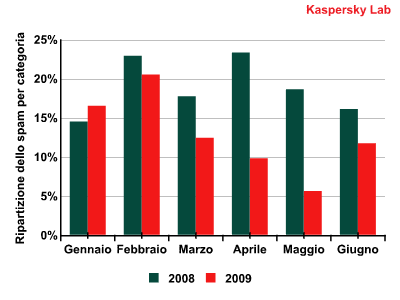 Kaspersky Lab
Ripartizione dello spam per categoria
25%
20%
15%
10%
5%
0%
Gennaio Febbraio Marzo Aprile Maggio Giugno
2008 2009